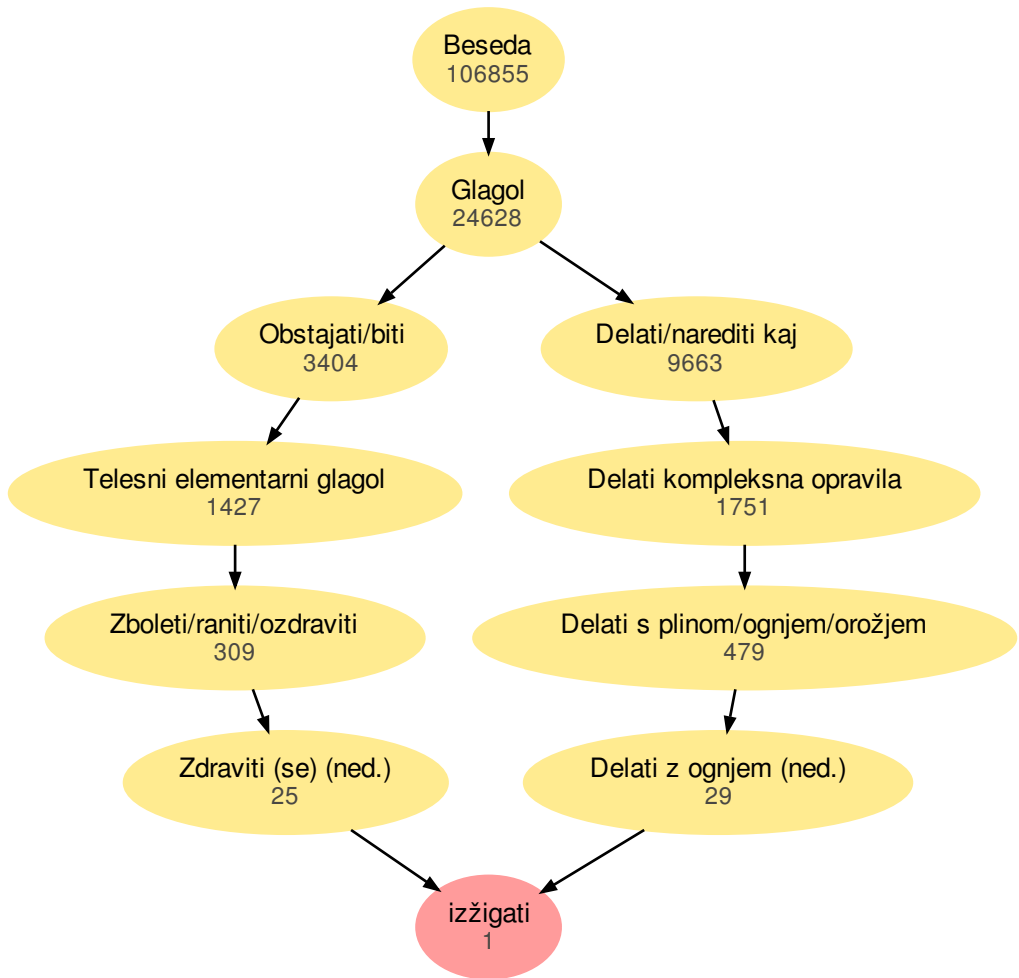 Beseda
106855
Glagol
24628
Obstajati/biti
3404
Delati/narediti kaj
9663
Telesni elementarni glagol
1427
Delati kompleksna opravila
1751
Zboleti/raniti/ozdraviti
309
Delati s plinom/ognjem/orožjem
479
Zdraviti (se) (ned.)
25
Delati z ognjem (ned.)
29
izžigati
1